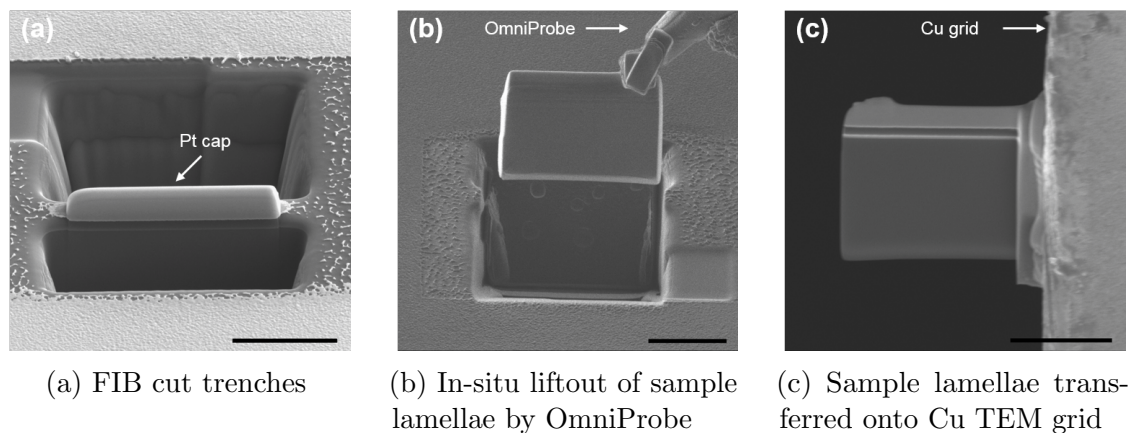 (a)
Pt cap
(b)
OmniProbe
(c)
Cu grid
(a) FIB cut trenches
(b) In-situ liftout of sample
lamellae by OmniProbe
(c) Sample lamellae trans-
ferred onto Cu TEM grid